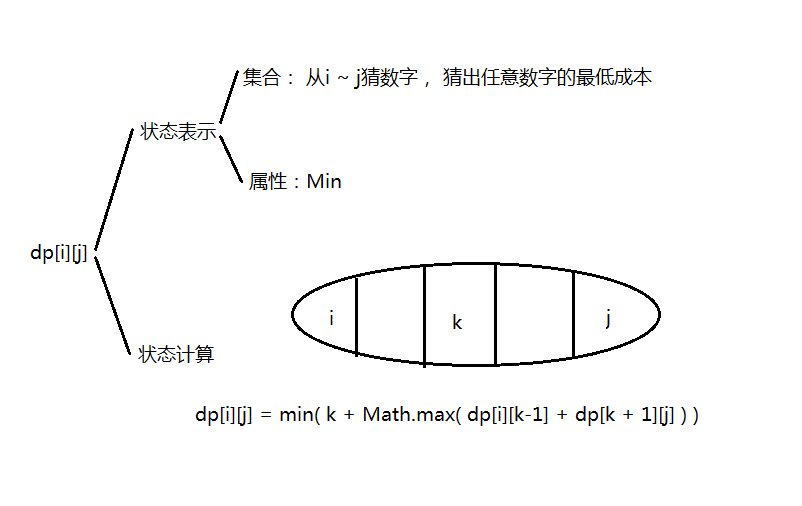 集合： 从i ~ j猜数字 ，猜出任意数字的最低成本
状态表示
属性：Min
dp[i][j]
i
k
j
状态计算
dp[i][j] = min( k + Math.max( dp[i][k-1] + dp[k + 1][j] ) )